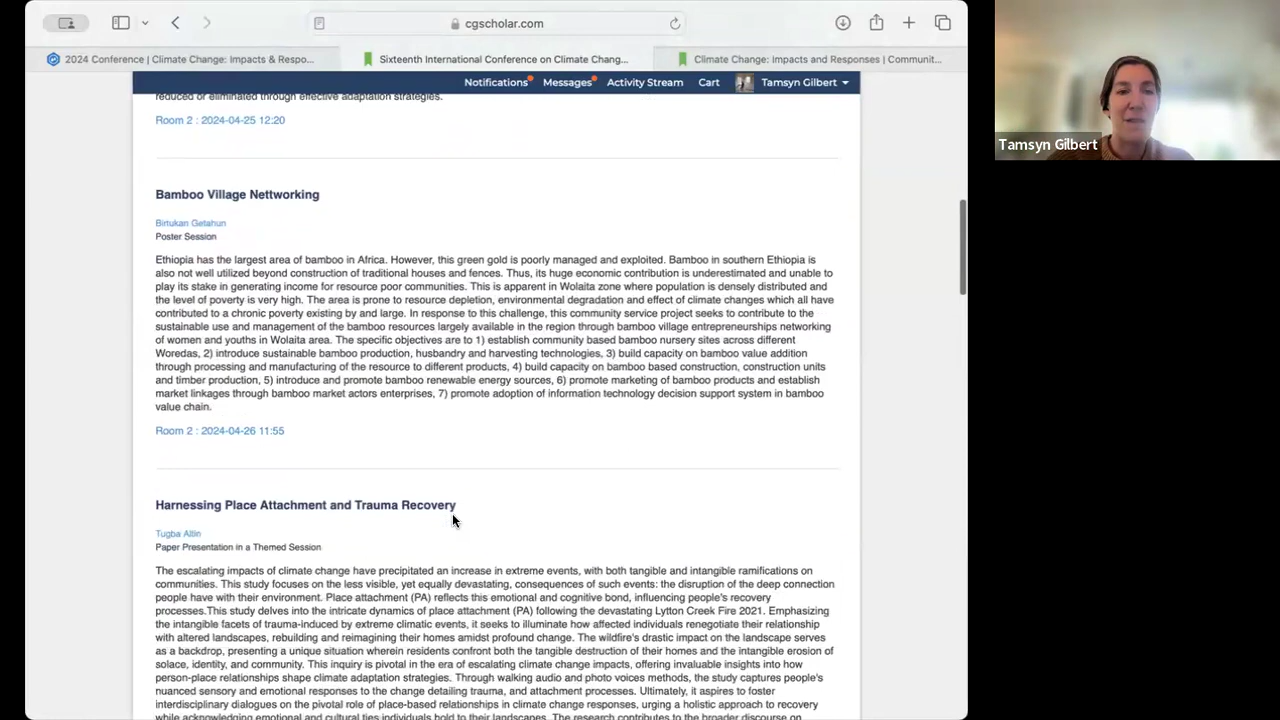 cgscholar.com
2024 Conference | Climate Change: Impacts & Respo...
Sixteenth International Conference on Climate Chang...
Climate Change: Impacts and Responses | Communit...
Notifications Messages Activity Stream Cart Tamsyn Gilbert
reduced or eliminated through effective adaptation strategies.
Room 2 : 2024-04-25 12:20
Bamboo Village Nettworking
Birtukan Getahun
Poster Session
Ethiopia has the largest area of bamboo in Africa. However, this green gold is poorly managed and exploited. Bamboo in southern Ethiopia is
also not well utilized beyond construction of traditional houses and fences. Thus, its huge economic contribution is underestimated and unable to
play its stake in generating income for resource poor communities. This is apparent in Wolaita zone where population is densely distributed and
the level of poverty is very high. The area is prone to resource depletion, environmental degradation and effect of climate changes which all have
contributed to a chronic poverty existing by and large. In response to this challenge, this community service project seeks to contribute to the
sustainable use and management of the bamboo resources largely available in the region through bamboo village entrepreneurships networking
of women and youths in Wolaita area. The specific objectives are to 1) establish community based bamboo nursery sites across different
Woredas, 2) introduce sustainable bamboo production, husbandry and harvesting technologies, 3) build capacity on bamboo value addition
through processing and manufacturing of the resource to different products, 4) build capacity on bamboo based construction, construction units
and timber production, 5) introduce and promote bamboo renewable energy sources, 6) promote marketing of bamboo products and establish
market linkages through bamboo market actors enterprises, 7) promote adoption of information technology decision support system in bamboo
value chain.
Room 2 : 2024-04-26 11:55
Harnessing Place Attachment and Trauma Recovery
Tugba Altin
Paper Presentation in a Themed Session
The escalating impacts of climate change have precipitated an increase in extreme events, with both tangible and intangible ramifications on
communities. This study focuses on the less visible, yet equally devastating, consequences of such events: the disruption of the deep connection
people have with their environment. Place attachment (PA) reflects this emotional and cognitive bond, influencing people's recovery
processes.This study delves into the intricate dynamics of place attachment (PA) following the devastating Lytton Creek Fire 2021. Emphasizing
the intangible facets of trauma-induced by extreme climatic events, it seeks to illuminate how affected individuals renegotiate their relationship
with altered landscapes, rebuilding and reimagining their homes amidst profound change. The wildfire's drastic impact on the landscape serves
as a backdrop, presenting a unique situation wherein residents confront both the tangible destruction of their homes and the intangible erosion of
solace, identity, and community. This inquiry is pivotal in the era of escalating climate change impacts, offering invaluable insights into how
person-place relationships shape climate adaptation strategies. Through walking audio and photo voices methods, the study captures people's
nuanced sensory and emotional responses to the change detailing trauma, and attachment processes. Ultimately, it aspires to foster
interdisciplinary dialogues on the pivotal role of place-based relationships in climate change responses, urging a holistic approach to recovery
while acknowledging emotional and cultural ties individuals hold to their landscapes. The research contributes to the broader discourse on
Tamsyn Gilbert